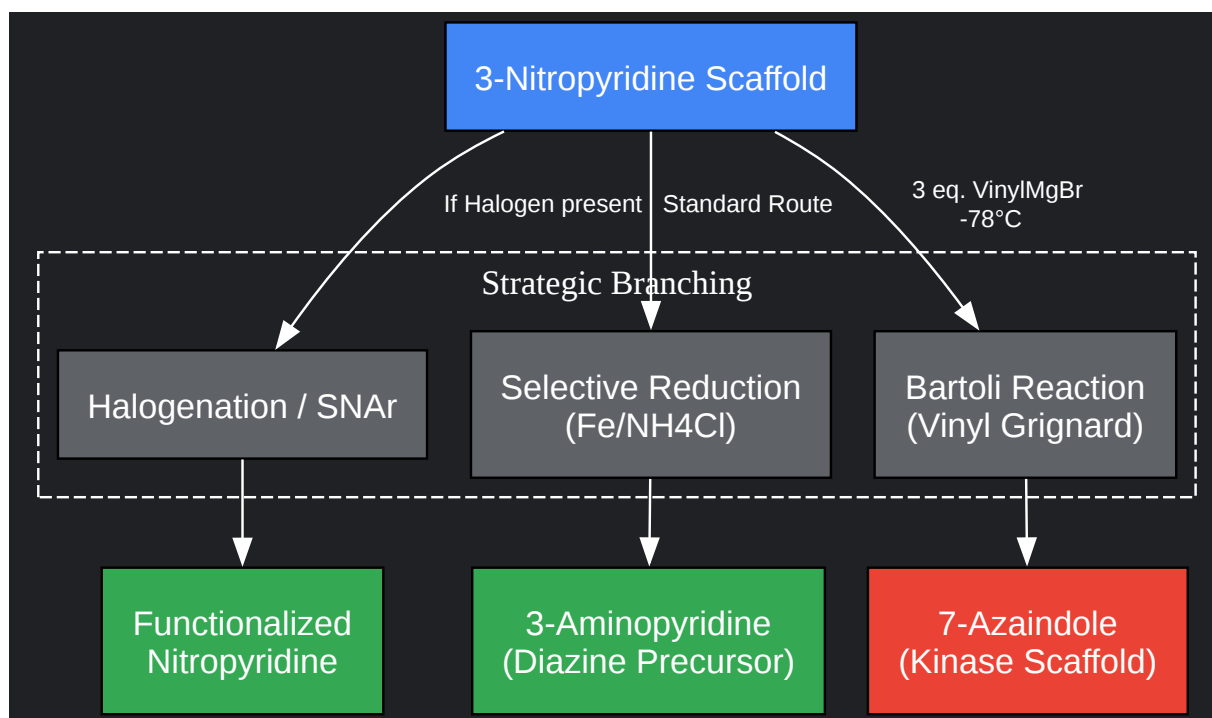 3-Nitropyridine Scaffold
If Halogen present
Standard Route
3 eq. VinylMgBr
-78°C
Strategic Branching
Halogenation / SNAr
Selective Reduction
(Fe/NH4Cl)
Bartoli Reaction
(Vinyl Grignard)
Functionalized
Nitropyridine
3-Aminopyridine
(Diazine Precursor)
7-Azaindole
(Kinase Scaffold)